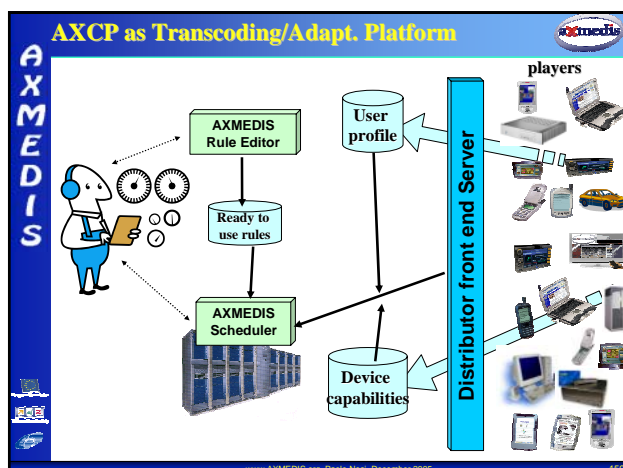 AXCP as Transcoding/Adapt. Platform
axmedis
AXMEDIS
players
AXMEDIS
Rule Editor
User
profile
Ready to
use rules
AXMEDIS
Scheduler
Device
capabilities
Distributor front end Server